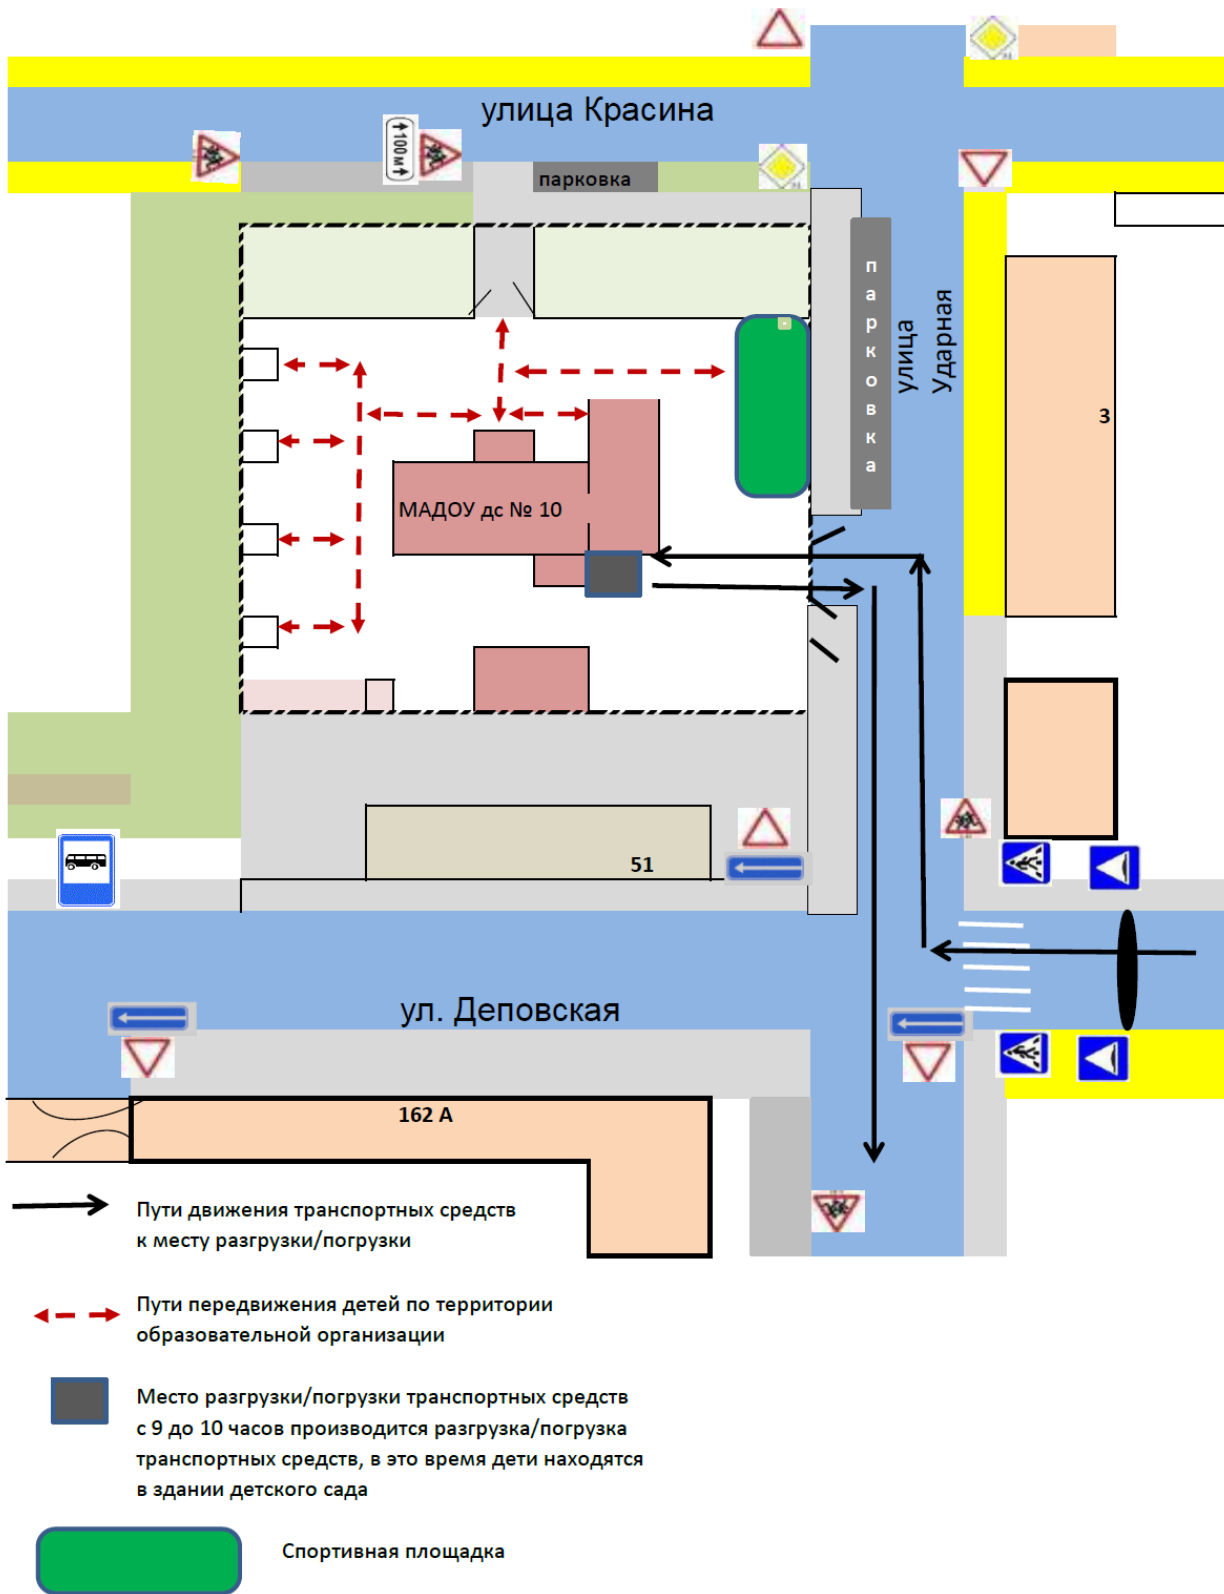 улица Красина
100 м
парковка
парковка
улица
Ударная
3
МАДОУ дс № 10
51
ул. Деповская
162 А
Пути движения транспортных средств
к месту разгрузки/погрузки
Пути передвижения детей по территории
образовательной организации
Место разгрузки/погрузки транспортных средств
с 9 до 10 часов производится разгрузка/погрузка
транспортных средств, в это время дети находятся
в здании детского сада
Спортивная площадка